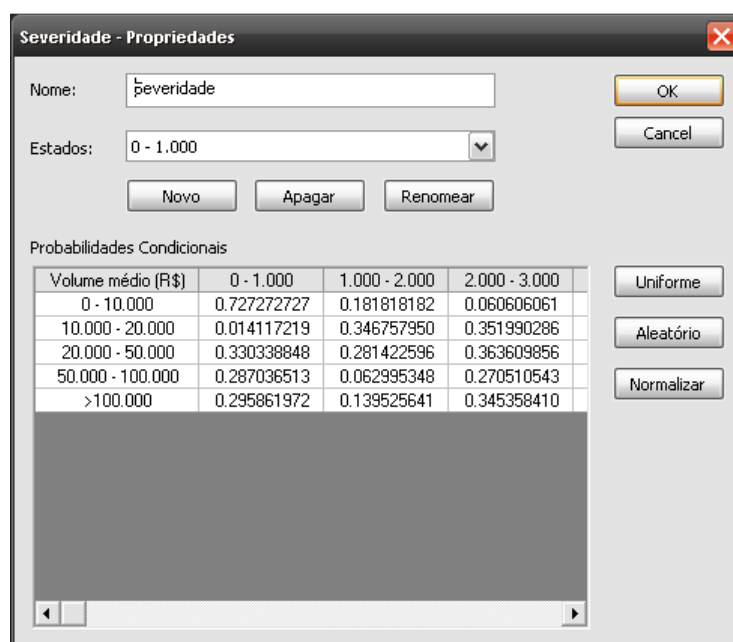 Severidade - Propriedades
Nome: Severidade OK
Estados: 0 - 1.000 Cancel
Novo Apagar Renomear
Probabilidades Condicionais
Volume médio (R$) 0 - 1.000 1.000 - 2.000 2.000 - 3.000 Uniforme
0 - 10.000 0.727272727 0.181818182 0.060606061
10.000 - 20.000 0.014117219 0.346757950 0.351990286 Aleatório
20.000 - 50.000 0.330338848 0.281422596 0.363609856
50.000 - 100.000 0.287036513 0.062995348 0.270510543 Normalizar
>100.000 0.295861972 0.139525641 0.345358410